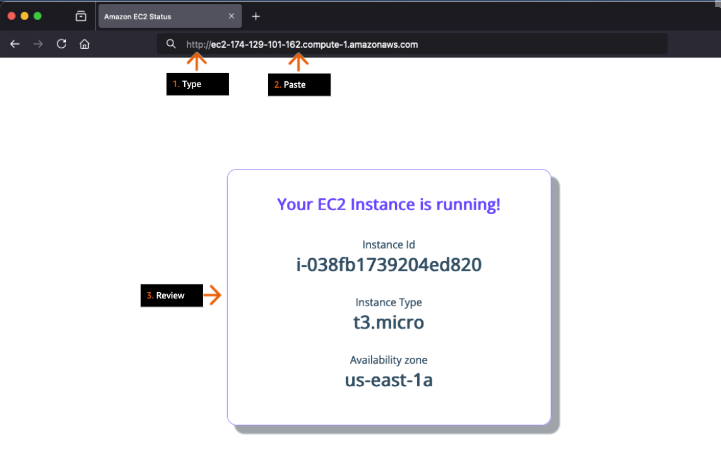 Amazon EC2 Status
http://ec2-174-129-101-162.compute-1.amazonaws.com
1. Type
2. Paste
Your EC2 Instance is running!
Instance Id
i-038fb1739204ed820
3. Review
Instance Type
t3.micro
Availability zone
us-east-1a